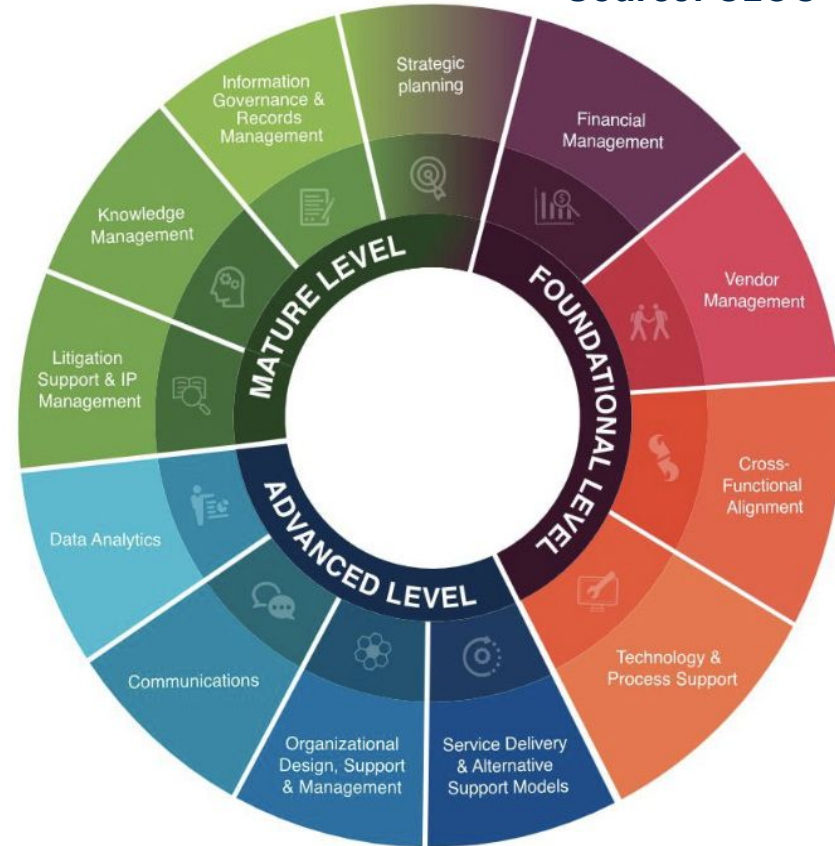 Strategic
planning
Financial
Management
Vendor
Management
Cross-
Functional
Alignment
Technology &
Process Support
Service Delivery
& Alternative
Support Models
Organizational
Design, Support
& Management
Communications
Data Analytics
Litigation
Support & IP
Management
Knowledge
Management
Information
Governance &
Records
Management
MATURE LEVEL
FOUNDATIONAL LEVEL
ADVANCED LEVEL